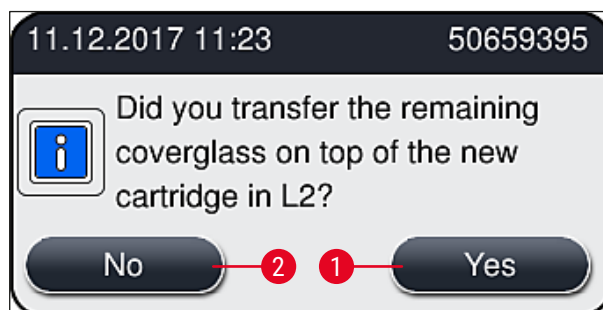 11.12.2017 11:23 50659395
Did you transfer the remaining
coverglass on top of the new
cartridge in L2?
No 2 1 Yes